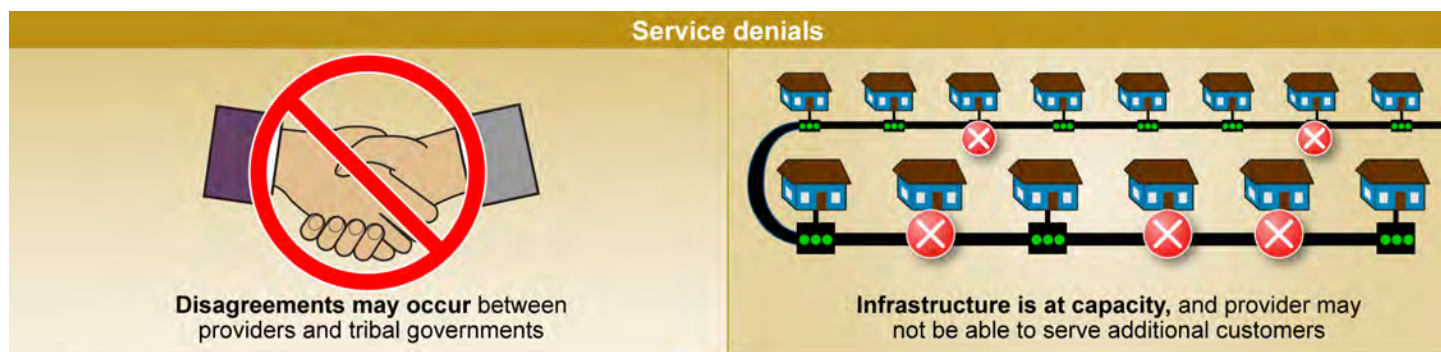 Service denials
Disagreements may occur between
providers and tribal governments
Infrastructure is at capacity, and provider may
not be able to serve additional customers